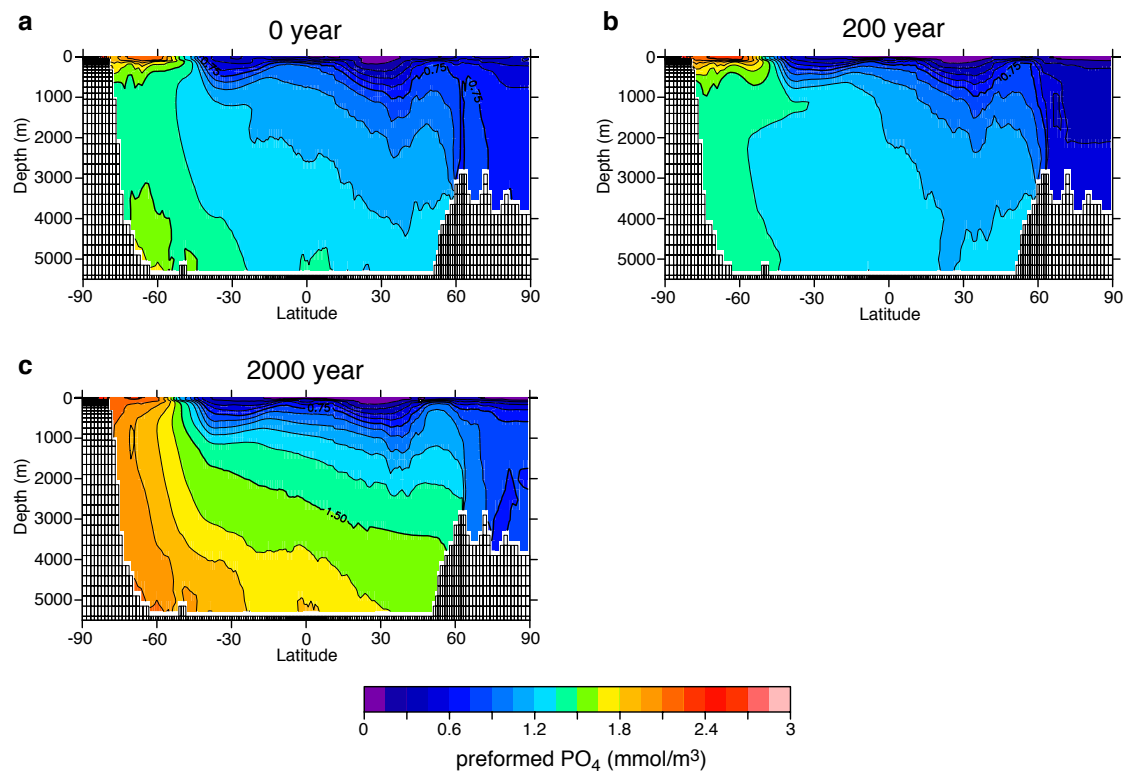 a
0 year
0
1000
2000
3000
4000
5000
Depth (m)
0.75
-90 -60 -30 0 30 60 90
Latitude
b
200 year
0
1000
2000
3000
4000
5000
Depth (m)
0.75
-90 -60 -30 0 30 60 90
Latitude
c
2000 year
0
1000
2000
3000
4000
5000
Depth (m)
0.75
1.50
-90 -60 -30 0 30 60 90
Latitude
0 0.6 1.2 1.8 2.4 3
preformed PO4 (mmol/m3)